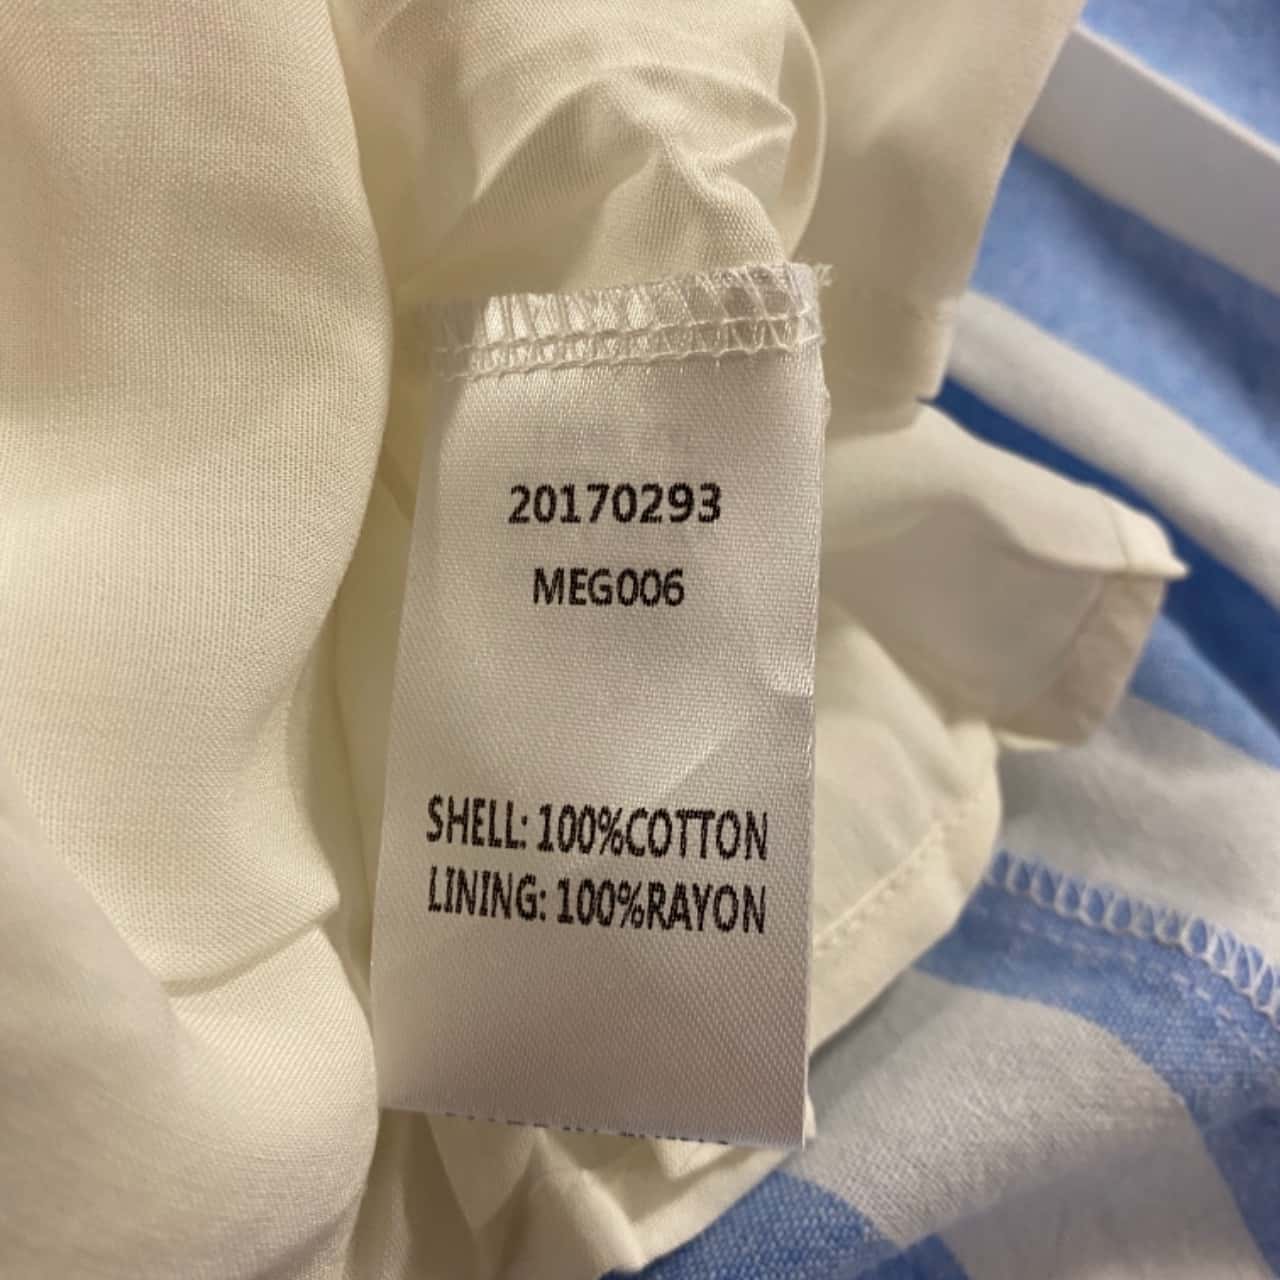 20170293
MEG006
SHELL: 100%COTTON
LINING: 100%RAYON